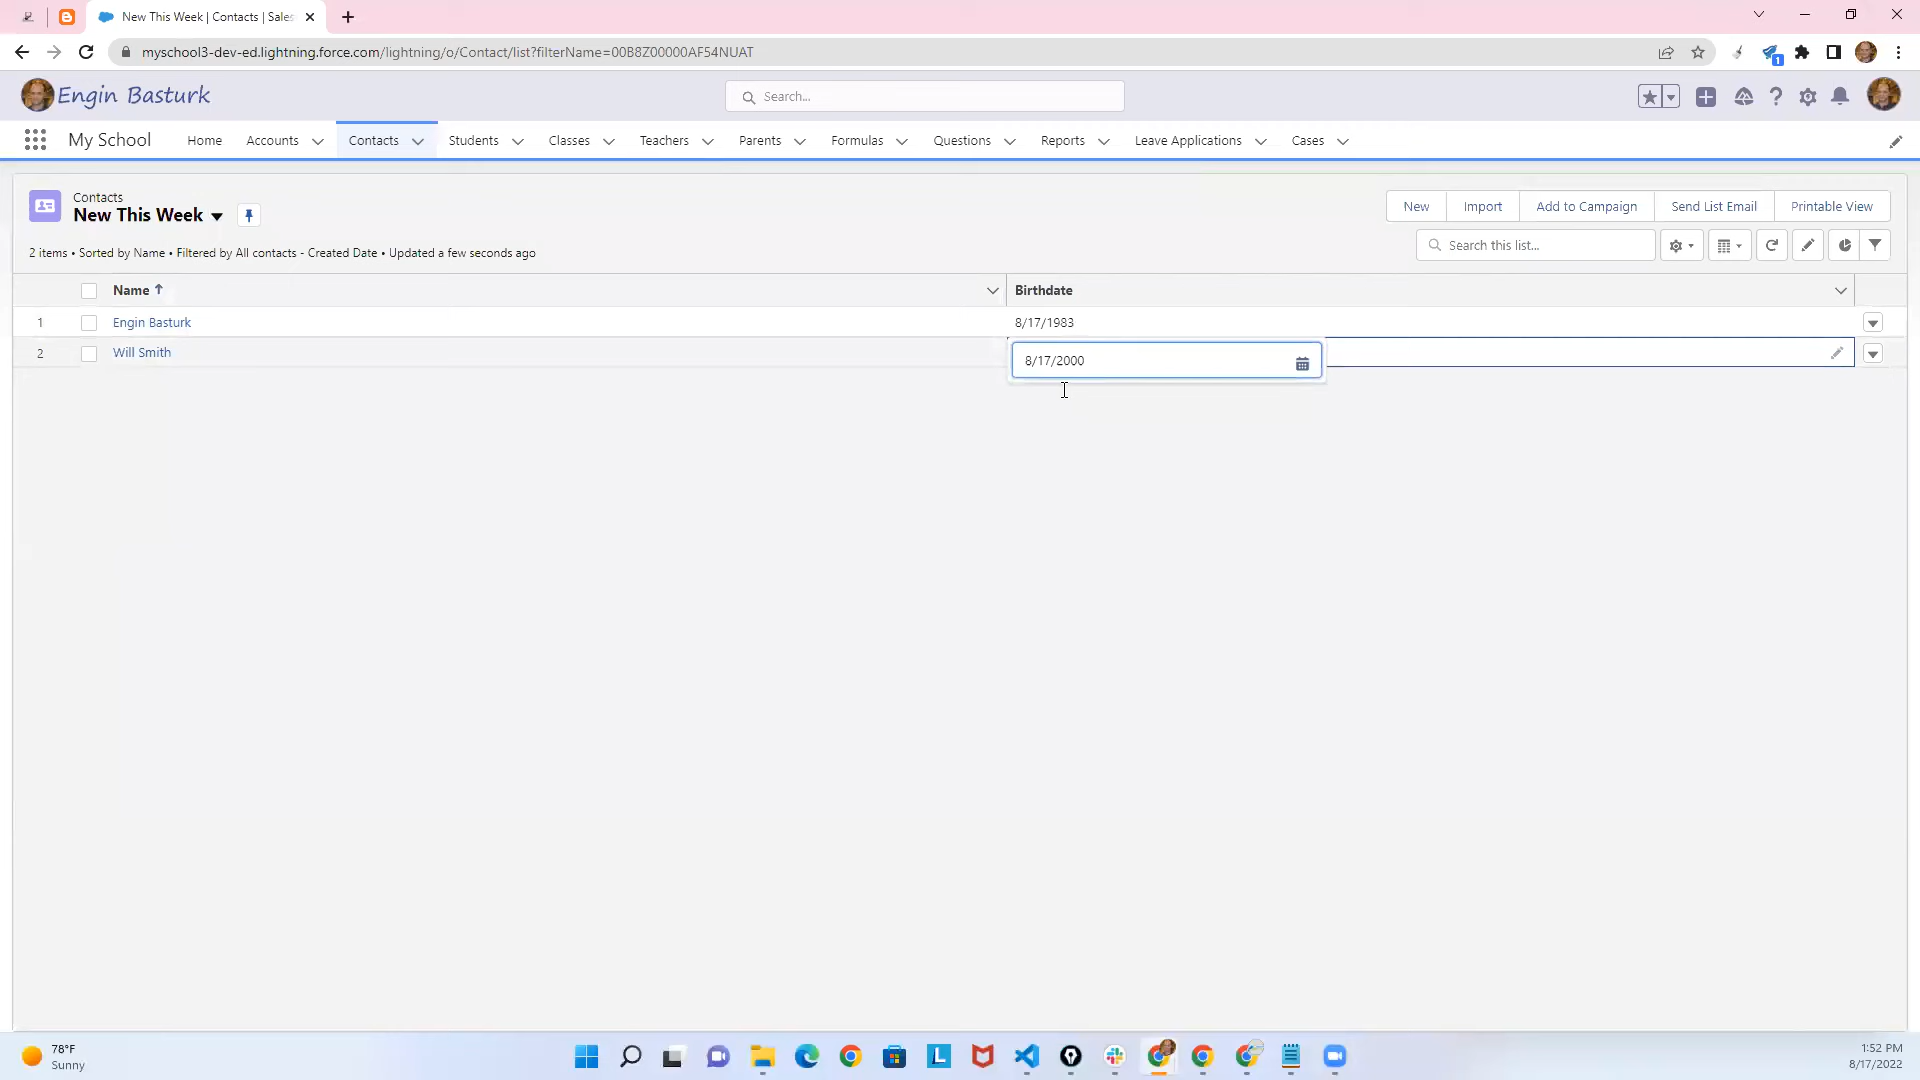 New This Week | Contacts | Sales
myschool3-dev-ed.lightning.force.com/lightning/o/Contact/list?filterName=00B8Z00000AF54NUAT
1
Engin Basturk
Search...
My School
Home
Accounts
Contacts
Students
Classes
Teachers
Parents
Formulas
Questions
Reports
Leave Applications
Cases
Contacts
New This Week
New
Import
Add to Campaign
Send List Email
Printable View
2 items • Sorted by Name • Filtered by All contacts - Created Date • Updated a few seconds ago
Search this list...
Name
Birthdate
1
Engin Basturk
8/17/1983
2
Will Smith
8/17/2000
78°F
Sunny
1:52 PM
8/17/2022